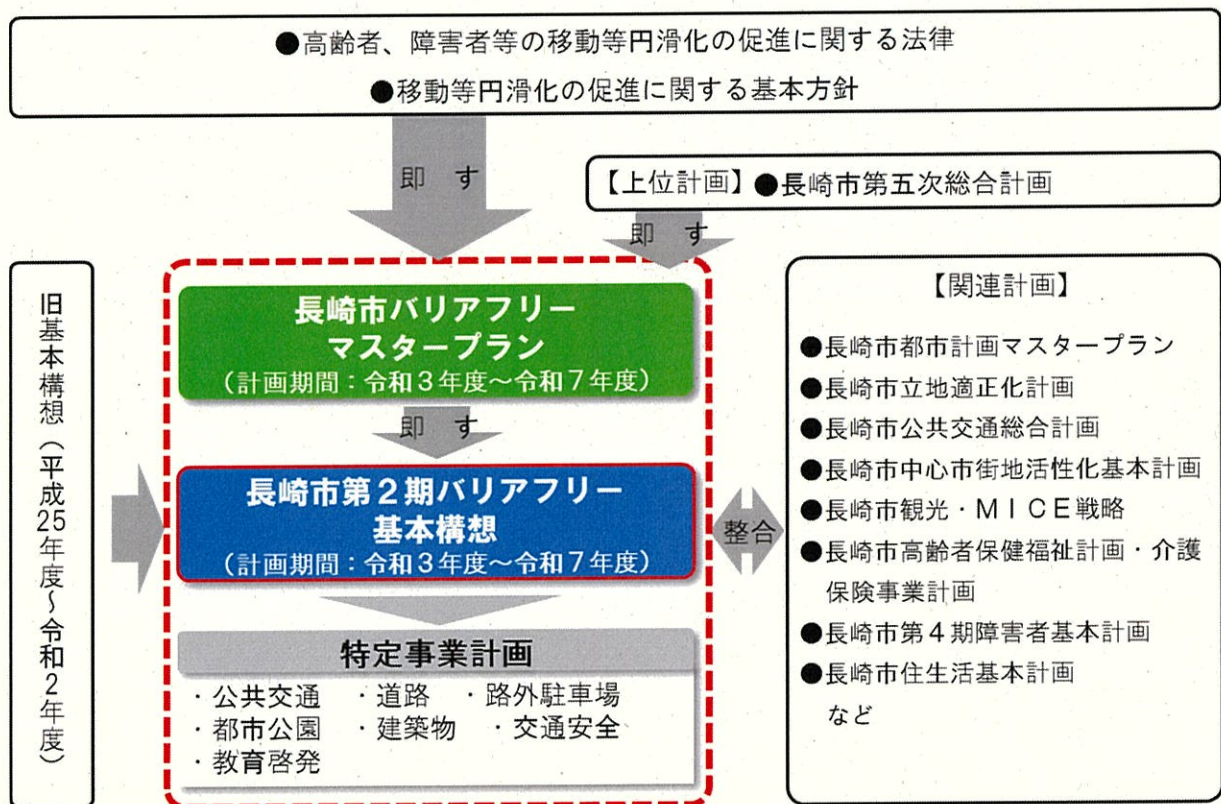 ●高齢者、障害者等の移動等円滑化の促進に関する法律
●移動等円滑化の促進に関する基本方針
即 す
【上位計画】●長崎市第五次総合計画
即 す
旧基本構想（平成25年度～令和2年度）
長崎市バリアフリー
マスタープラン
（計画期間：令和３年度～令和７年度）
即 す
長崎市第２期バリアフリー
基本構想
（計画期間：令和３年度～令和７年度）
特定事業計画
・公共交通 ・道路 ・路外駐車場
・都市公園 ・建築物 ・交通安全
・教育啓発
整合
【関連計画】
●長崎市都市計画マスタープラン
●長崎市立地適正化計画
●長崎市公共交通総合計画
●長崎市中心市街地活性化基本計画
●長崎市観光・ＭＩＣＥ戦略
●長崎市高齢者保健福祉計画・介護
保険事業計画
●長崎市第４期障害者基本計画
●長崎市住生活基本計画
など